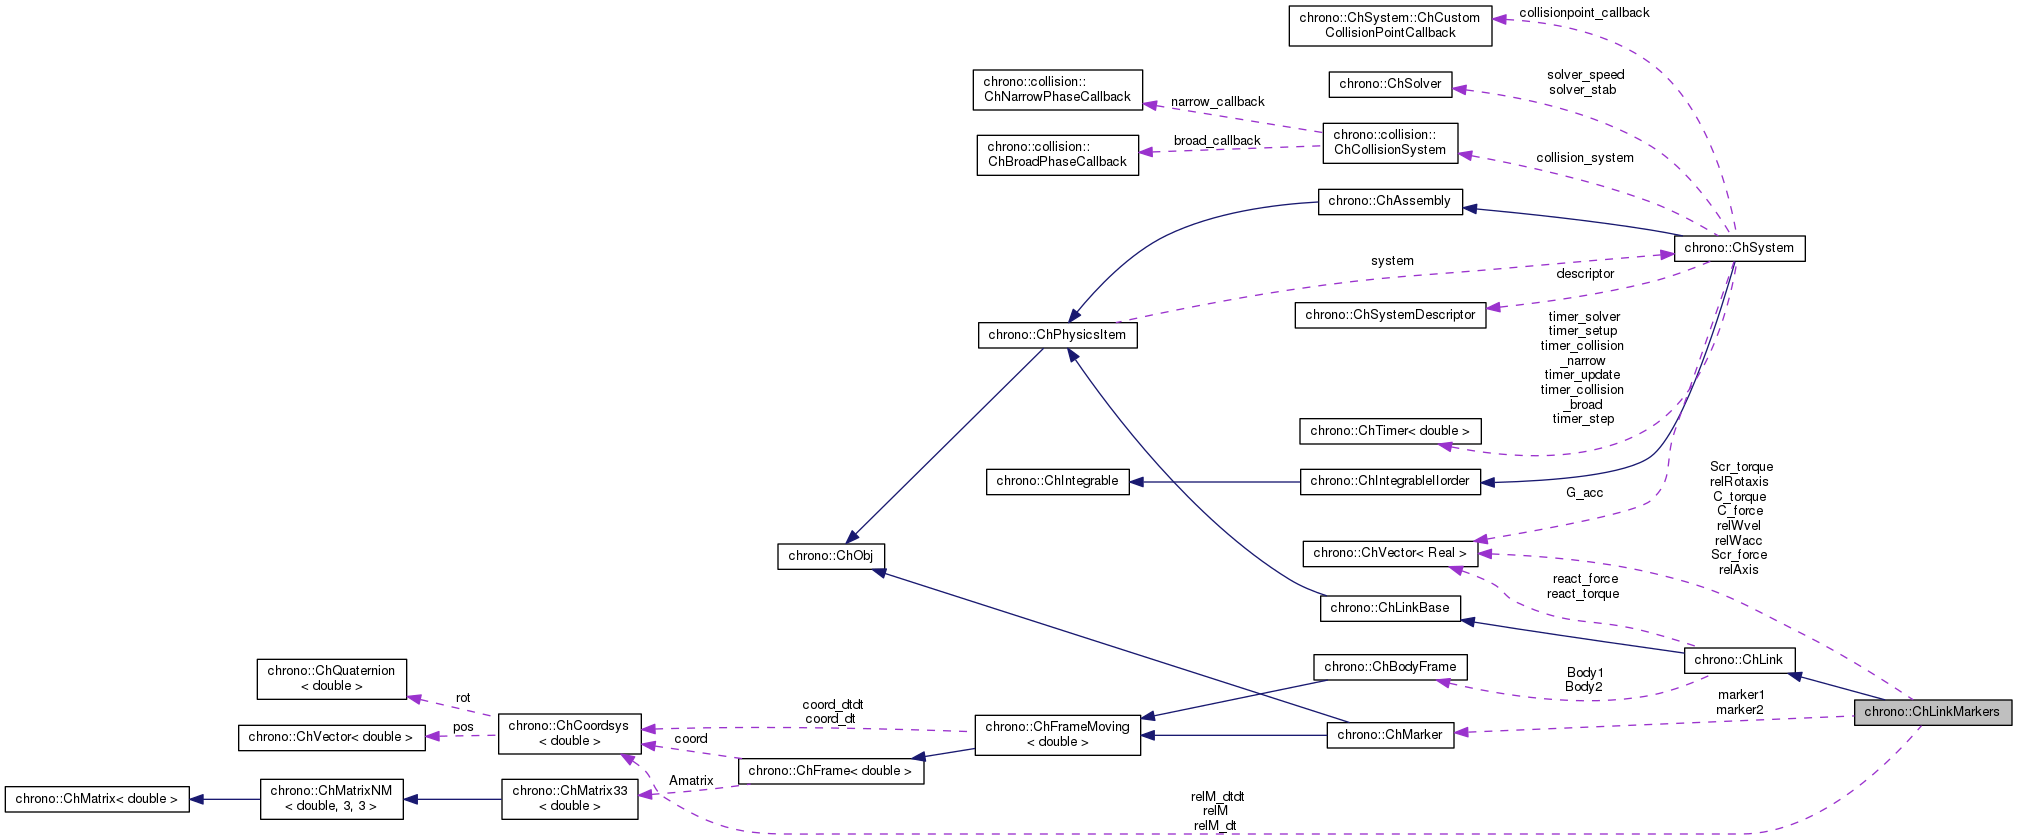 chrono::ChSystem::ChCustom
CollisionPointCallback
collisionpoint_callback
chrono::collision::
ChNarrowPhaseCallback
narrow_callback
chrono::ChSolver
solver_speed
solver_stab
chrono::collision::
ChBroadPhaseCallback
broad_callback
chrono::collision::
ChCollisionSystem
collision_system
chrono::ChAssembly
chrono::ChSystem
system
descriptor
chrono::ChSystemDescriptor
chrono::ChPhysicsItem
timer_solver
timer_setup
timer_collision
_narrow
timer_update
timer_collision
_broad
timer_step
chrono::ChTimer< double >
chrono::ChIntegrable
chrono::ChIntegrableIIorder
G_acc
Scr_torque
relRotaxis
C_torque
C_force
relWvel
relWacc
Scr_force
relAxis
chrono::ChObj
chrono::ChVector< Real >
react_force
react_torque
chrono::ChLinkBase
chrono::ChLink
chrono::ChBodyFrame
Body1
Body2
chrono::ChQuaternion
< double >
rot
marker1
marker2
chrono::ChLinkMarkers
coord_dtdt
coord_dt
chrono::ChVector< double >
pos
chrono::ChCoordsys
< double >
coord
chrono::ChFrameMoving
< double >
chrono::ChMarker
chrono::ChFrame< double >
Amatrix
chrono::ChMatrix< double >
chrono::ChMatrixNM
< double, 3, 3 >
chrono::ChMatrix33
< double >
relM_dtdt
relM
relM_dt